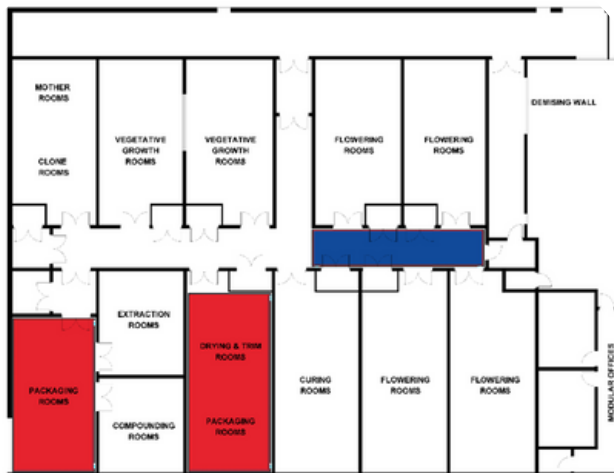 MOTHER
ROOMS
CLONE
ROOMS
VEGETATIVE
GROWTH
ROOMS
VEGETATIVE
GROWTH
ROOMS
FLOWERING
ROOMS
FLOWERING
ROOMS
DEMISING WALL
EXTRACTION
ROOMS
DRYING & TRIM
ROOMS
PACKAGING
ROOMS
COMPOUNDING
ROOMS
PACKAGING
ROOMS
CURING
ROOMS
FLOWERING
ROOMS
FLOWERING
ROOMS
MODULAR OFFICES